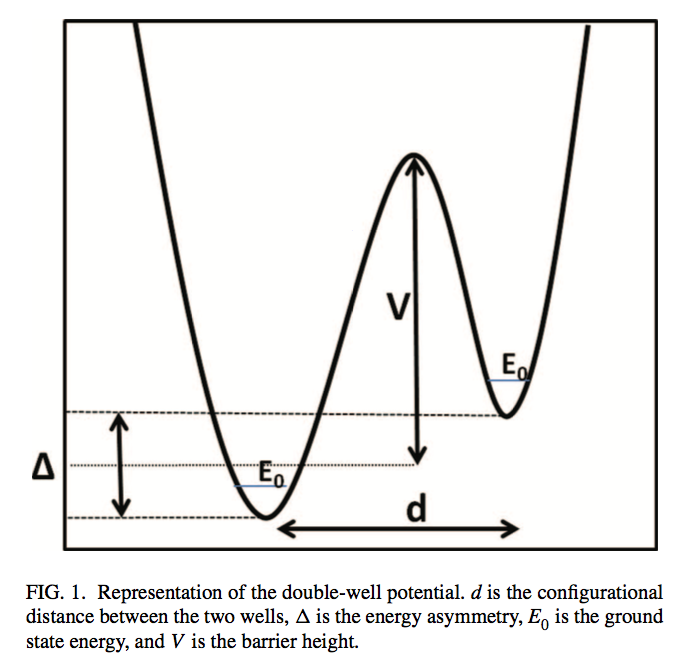 V
E₀
Δ
E₀
d
FIG. 1. Representation of the double-well potential. d is the configurational
distance between the two wells, Δ is the energy asymmetry, E₀ is the ground
state energy, and V is the barrier height.